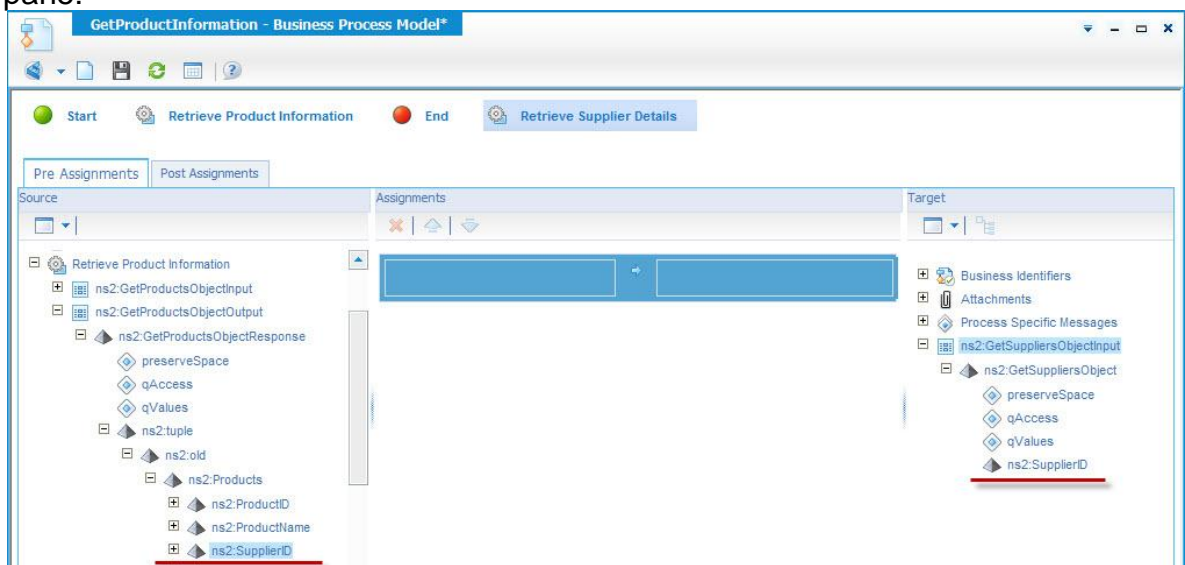 pane.
GetProductInformation - Business Process Model*
Start Retrieve Product Information End Retrieve Supplier Details
Pre Assignments Post Assignments
Source Assignments Target
Retrieve Product Information
ns2:GetProductsObjectInput
ns2:GetProductsObjectOutput
ns2:GetProductsObjectResponse
preserveSpace
qAccess
qValues
ns2:tuple
ns2:old
ns2:Products
ns2:ProductID
ns2:ProductName
ns2:SupplierID
Business Identifiers
Attachments
Process Specific Messages
ns2:GetSuppliersObjectInput
ns2:GetSuppliersObject
preserveSpace
qAccess
qValues
ns2:SupplierID